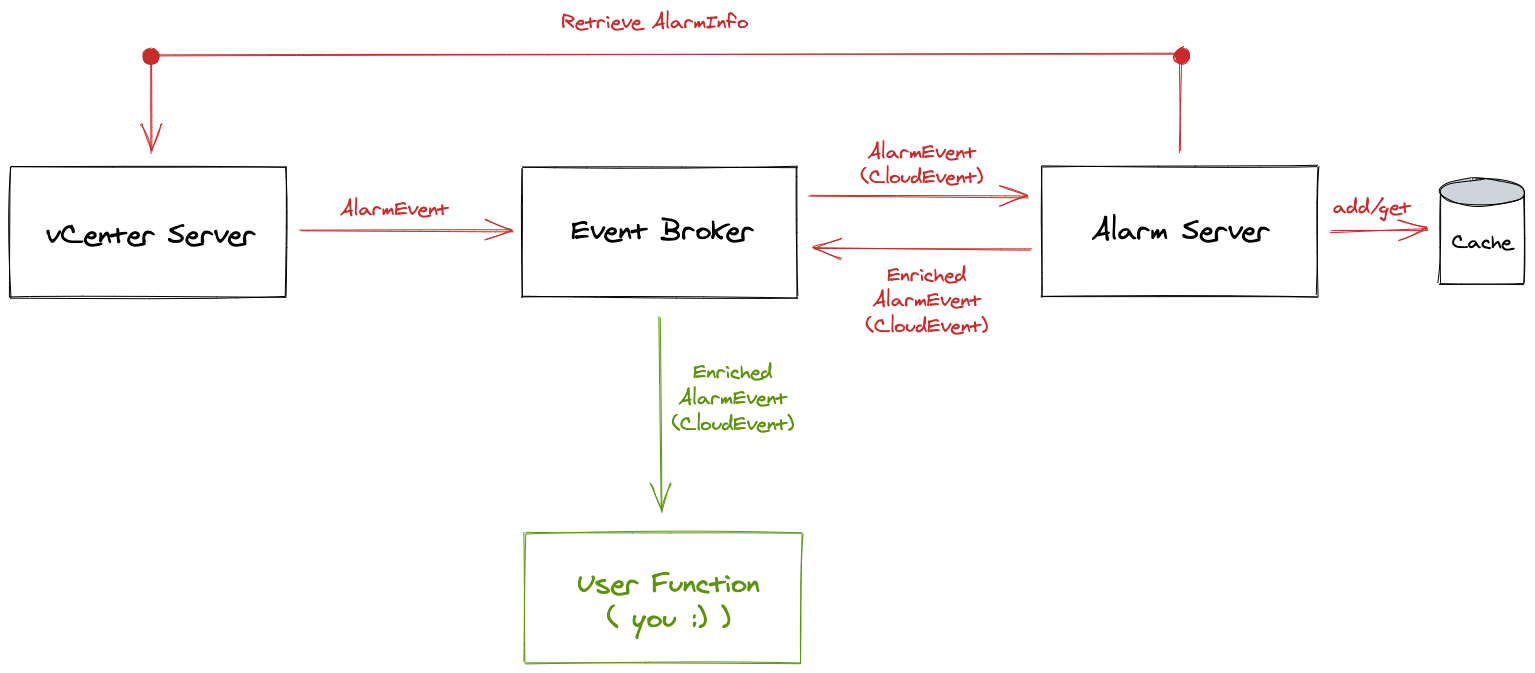 Retrieve AlarmInfo
AlarmEvent
(CloudEvent)
vCenter Server
AlarmEvent
Event Broker
Alarm Server
add/get
Cache
Enriched
AlarmEvent
(CloudEvent)
Enriched
AlarmEvent
(CloudEvent)
User Function
( you :) )